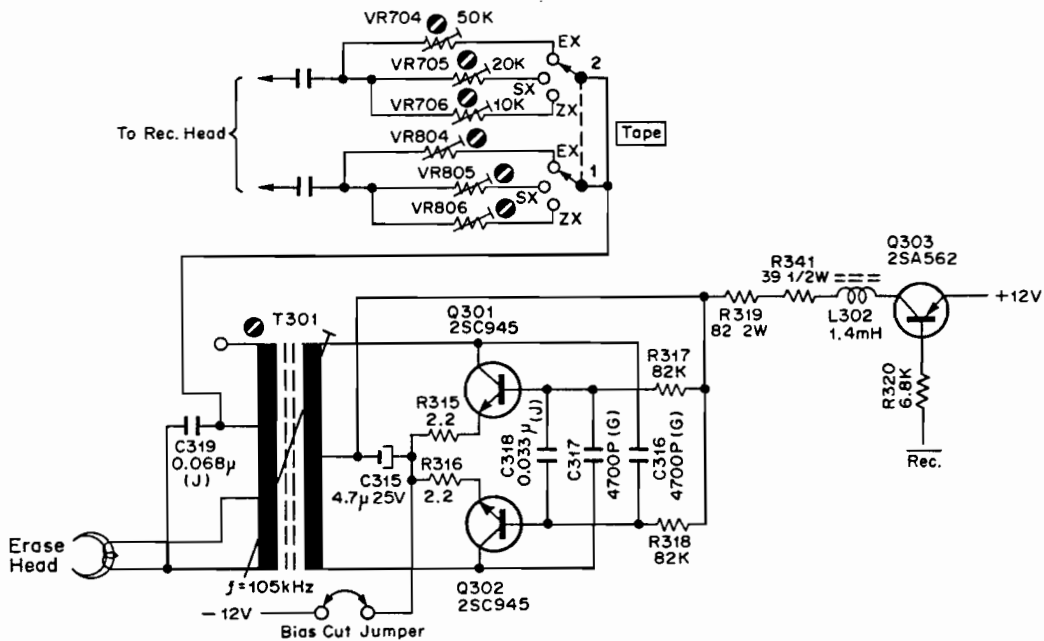 VR704 50K
EX
VR705 20K
2
SX
VR706 10K
ZX
Tape
To Rec. Head
VR804
EX
VR805
1
SX
VR806
ZX
Q303
2SA562
R341
39 1/2W
+12V
R319
82 2W
L302
1.4mH
R320
6.8K
Rec.
T301
Q301
2SC945
R317
82K
R315
2.2
C319
0.068μ
(J)
C315
4.7μ 25V
R316
2.2
C318
0.033μ (J)
C317
4700P (G)
C316
4700P (G)
R318
82K
Erase
Head
f=105kHz
Q302
2SC945
−12V
Bias Cut Jumper